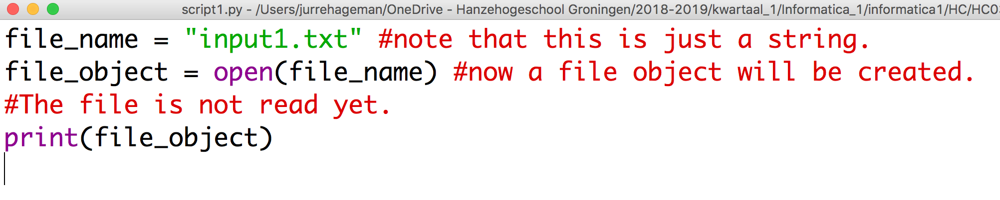 script1.py - /Users/jurrehageman/OneDrive - Hanzehogeschool Groningen/2018-2019/kwartaal_1/Informatica_1/informatica1/HC/HC03
file_name = "input1.txt" #note that this is just a string.
file_object = open(file_name) #now a file object will be created.
#The file is not read yet.
print(file_object)